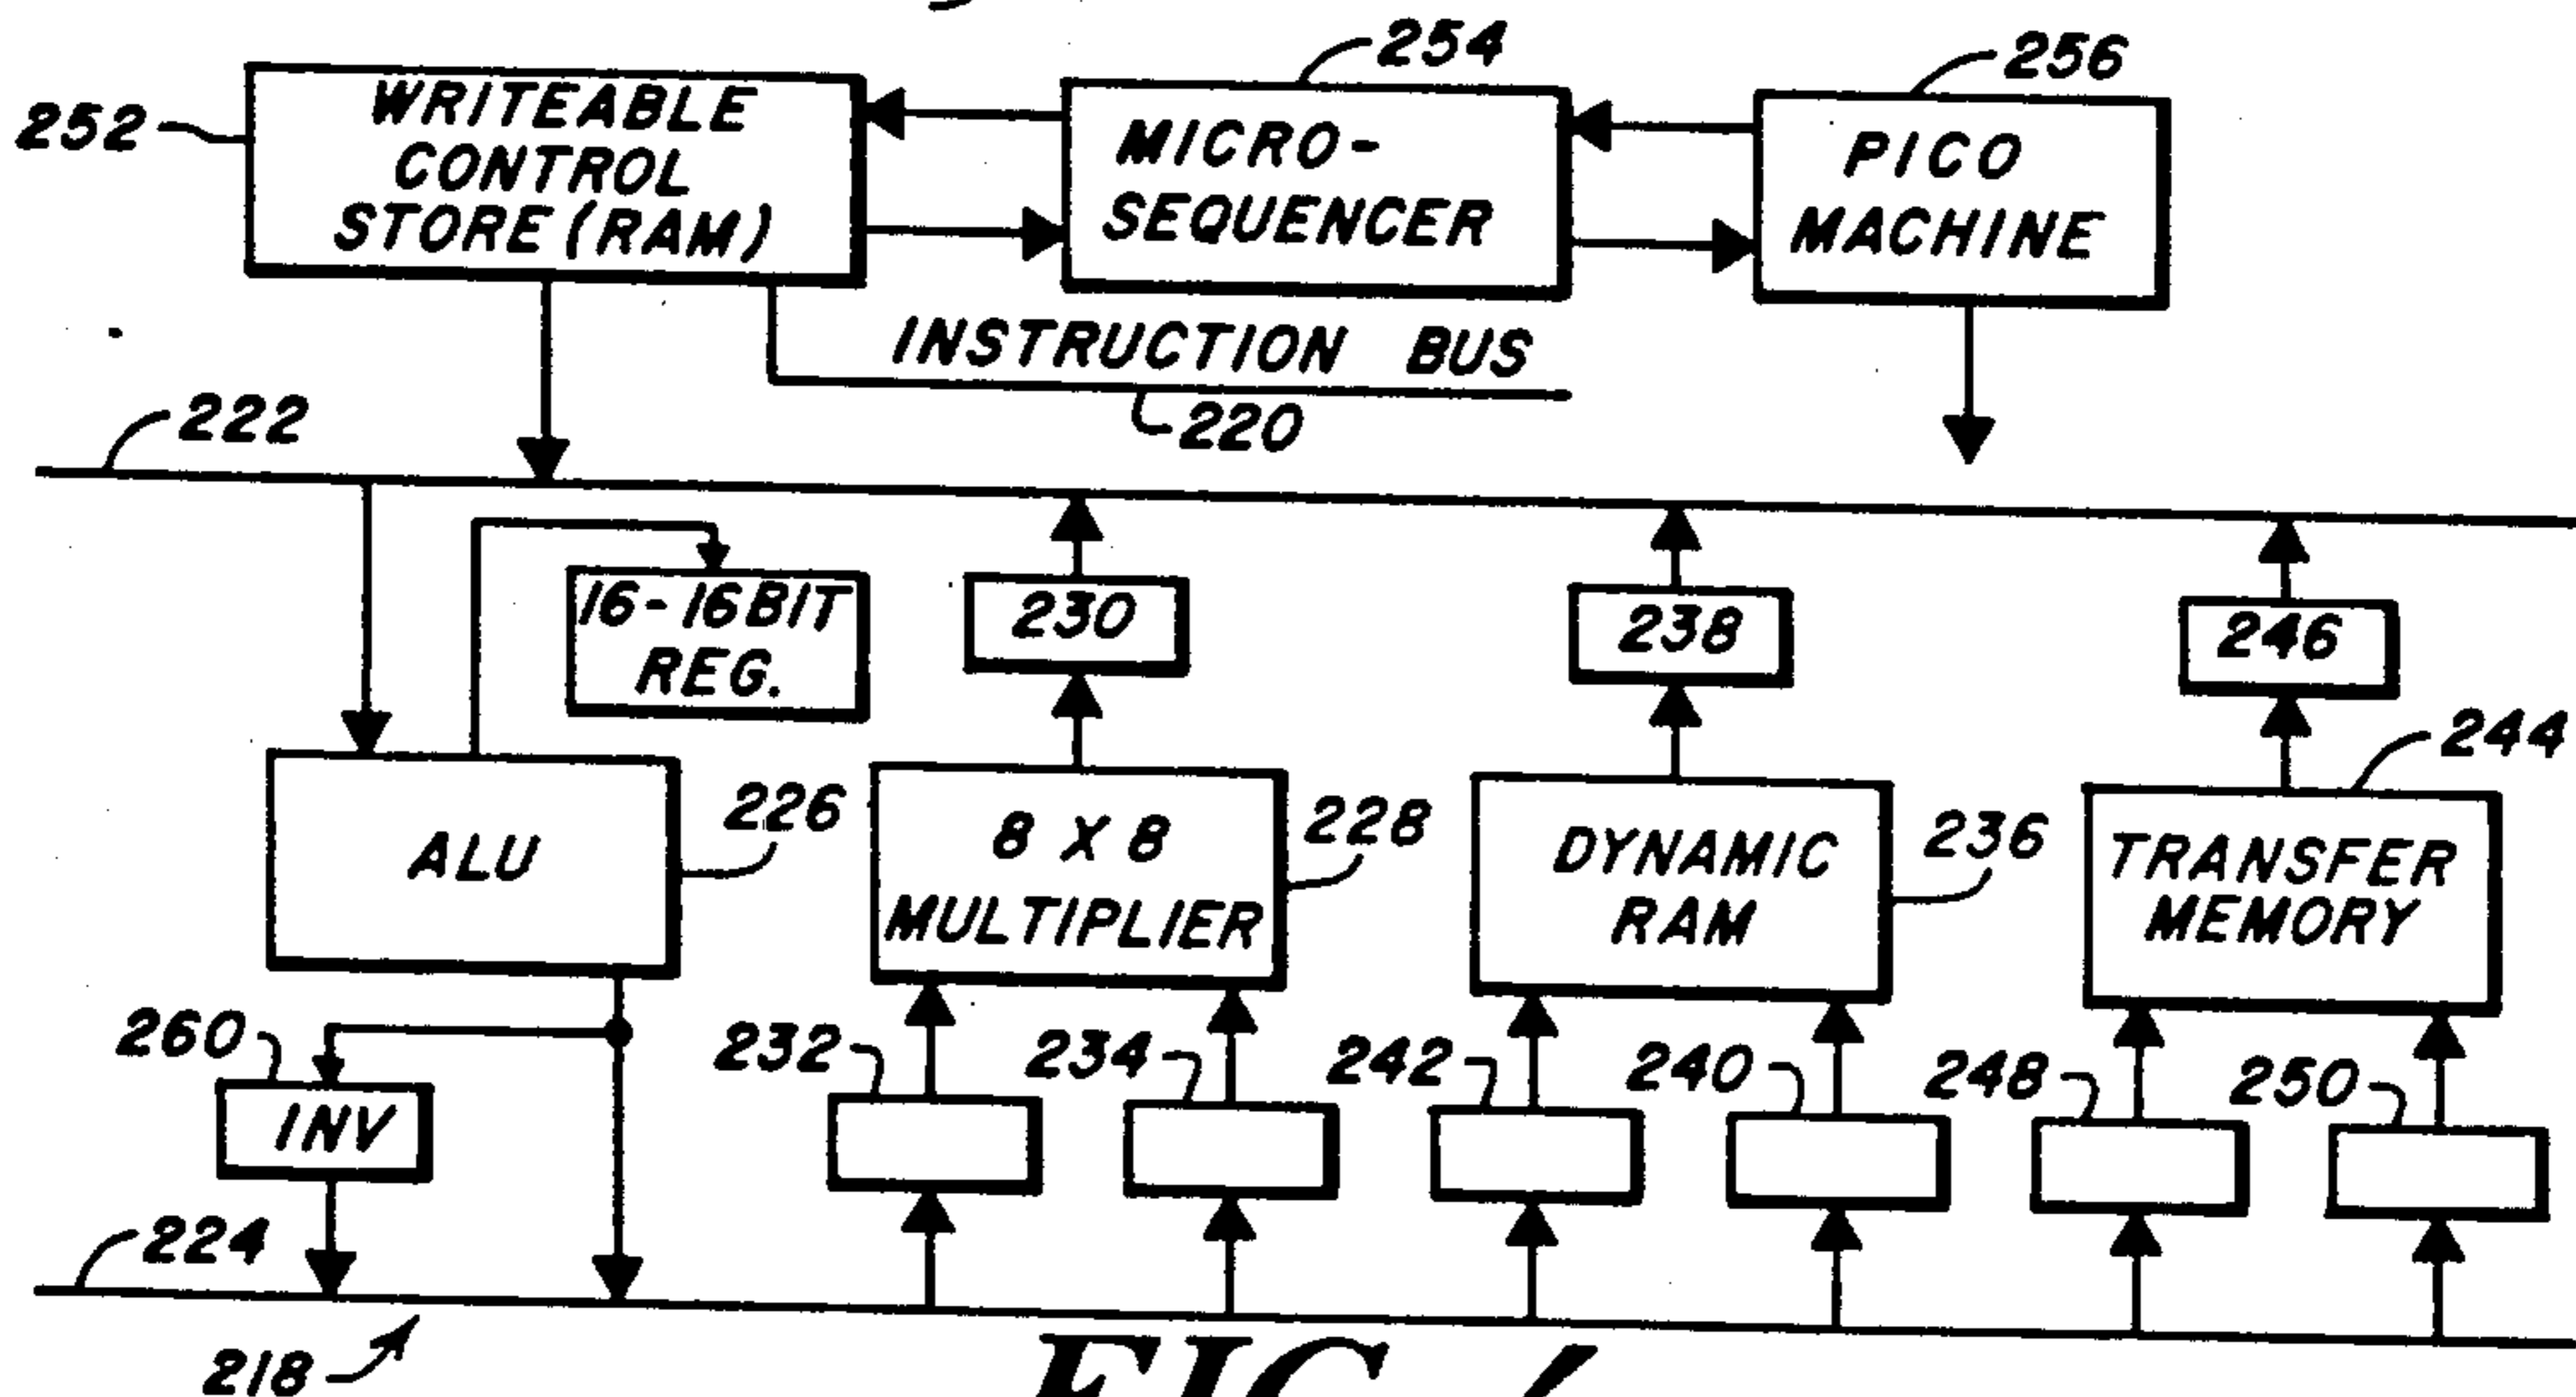 254
256
252
WRITEABLE
CONTROL
STORE (RAM)
MICRO-
SEQUENCER
PICO
MACHINE
INSTRUCTION BUS
220
222
16-16BIT
REG.
230
238
246
244
ALU
226
8 X 8
MULTIPLIER
228
DYNAMIC
RAM
236
TRANSFER
MEMORY
260
INV
232
234
242
240
248
250
224
218